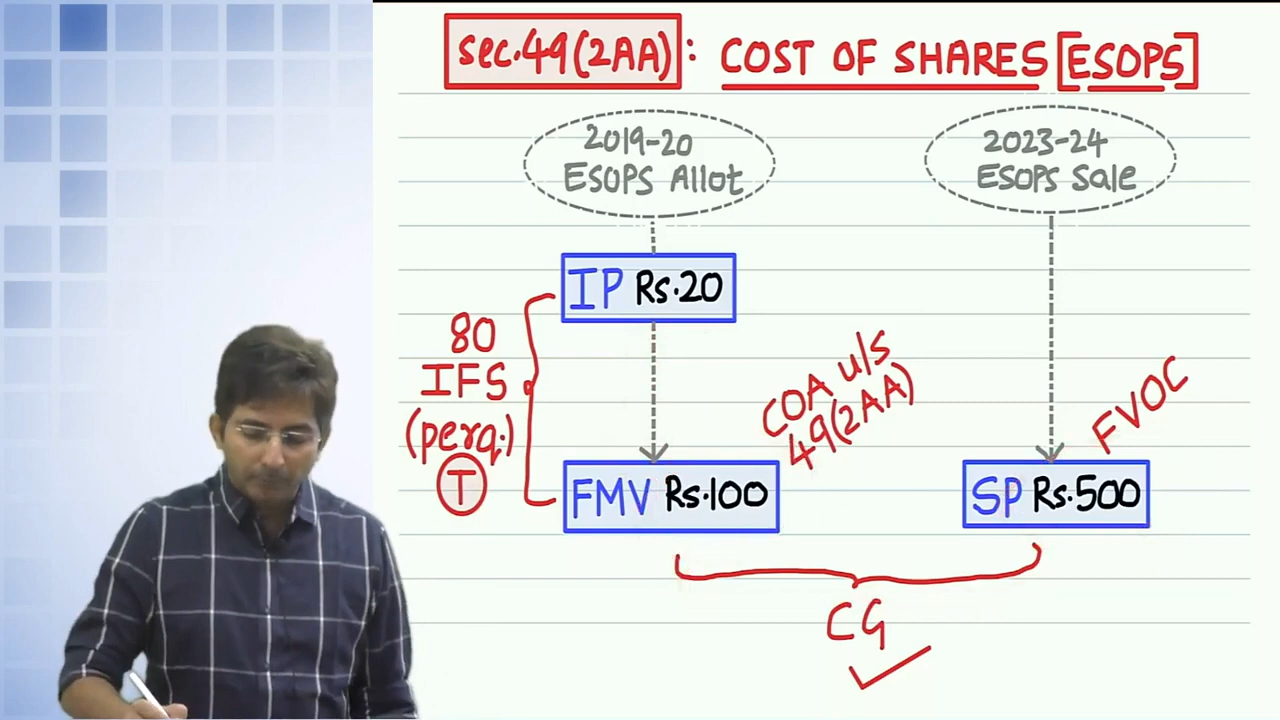 sec.49(2AA) : COST OF SHARES [ESOPS]
2019-20
ESOPS Allot
2023-24
ESOPS Sale
IP Rs.20
80
IFS
(perq.)
T
COA u/s
49(2AA)
FVOC
FMV Rs.100
SP Rs.500
CG